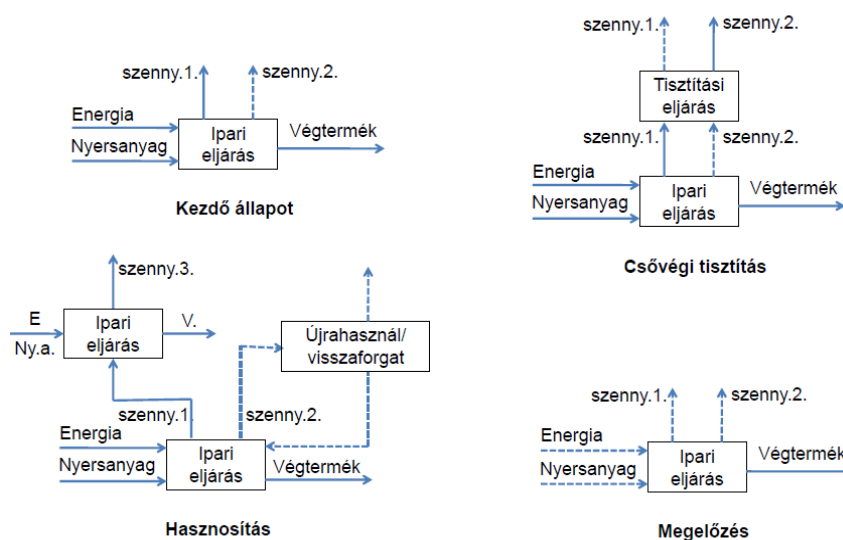 szenny.1.
szenny.2.
Energia
Nyersanyag
Ipari
eljárás
Végtermék
Kezdő állapot
szenny.1.
szenny.2.
Tisztítási
eljárás
szenny.1.
szenny.2.
Energia
Nyersanyag
Ipari
eljárás
Végtermék
Csővégi tisztítás
szenny.3.
E
Ny.a.
Ipari
eljárás
V.
Újrahasznál/
visszaforgat
szenny.1.
szenny.2.
Energia
Nyersanyag
Ipari
eljárás
Végtermék
Hasznosítás
szenny.1.
szenny.2.
Energia
Nyersanyag
Ipari
eljárás
Végtermék
Megelőzés